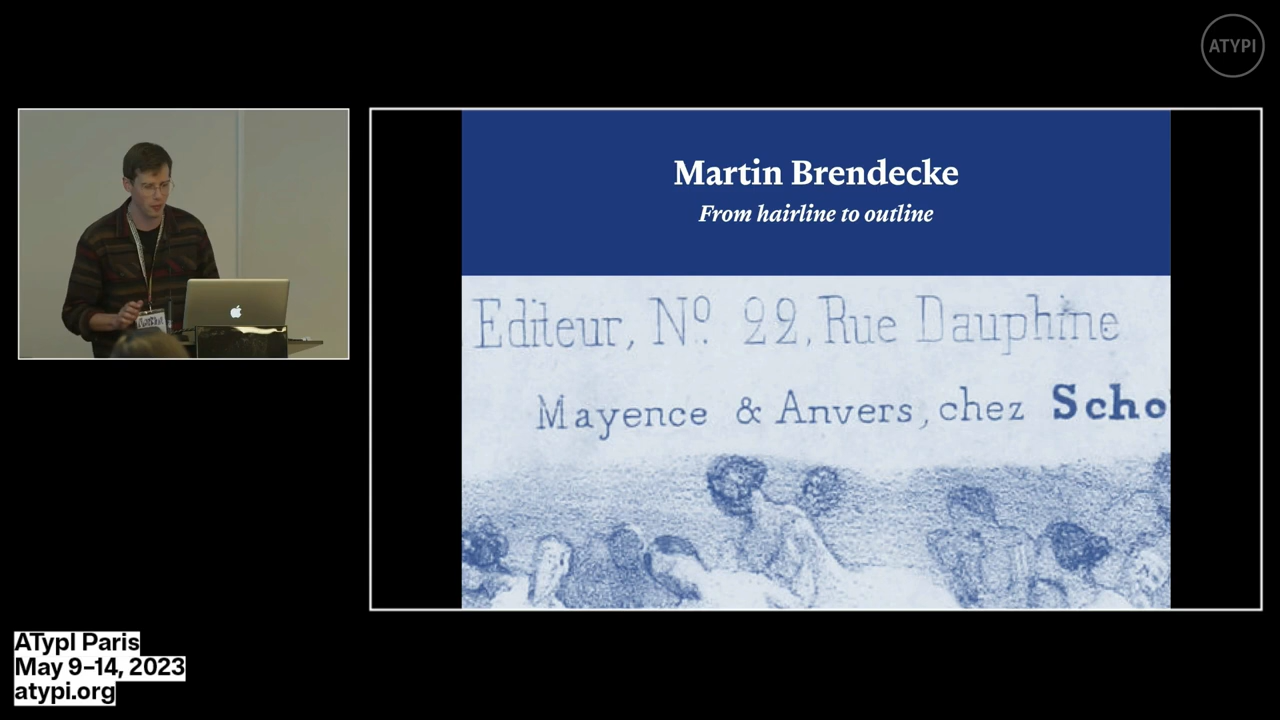 ATYPI
Martin Brendecke
From hairline to outline
Editeur, Nº 22, Rue Dauphine
Mayence & Anvers, chez Scho
ATypI Paris
May 9–14, 2023
atypi.org